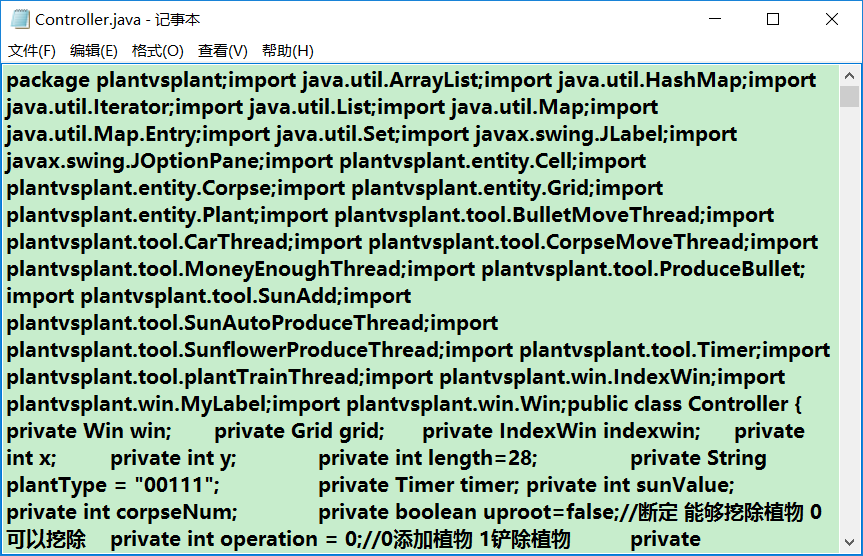 Controller.java - 记事本
文件(F) 编辑(E) 格式(O) 查看(V) 帮助(H)
package plantvsplant;import java.util.ArrayList;import java.util.HashMap;import
java.util.Iterator;import java.util.List;import java.util.Map;import
java.util.Map.Entry;import java.util.Set;import javax.swing.JLabel;import
javax.swing.JOptionPane;import plantvsplant.entity.Cell;import
plantvsplant.entity.Corpse;import plantvsplant.entity.Grid;import
plantvsplant.entity.Plant;import plantvsplant.tool.BulletMoveThread;import
plantvsplant.tool.CarThread;import plantvsplant.tool.CorpseMoveThread;import
plantvsplant.tool.MoneyEnoughThread;import plantvsplant.tool.ProduceBullet;
import plantvsplant.tool.SunAdd;import
plantvsplant.tool.SunAutoProduceThread;import
plantvsplant.tool.SunflowerProduceThread;import plantvsplant.tool.Timer;import
plantvsplant.tool.plantTrainThread;import plantvsplant.win.IndexWin;import
plantvsplant.win.MyLabel;import plantvsplant.win.Win;public class Controller {
private Win win; private Grid grid; private IndexWin indexwin; private
int x; private int y; private int length=28; private String
plantType = "00111"; private Timer timer; private int sunValue;
private int corpseNum; private boolean uproot=false;//断定 能够挖除植物 0
可以挖除 private int operation = 0;//0添加植物 1铲除植物 private